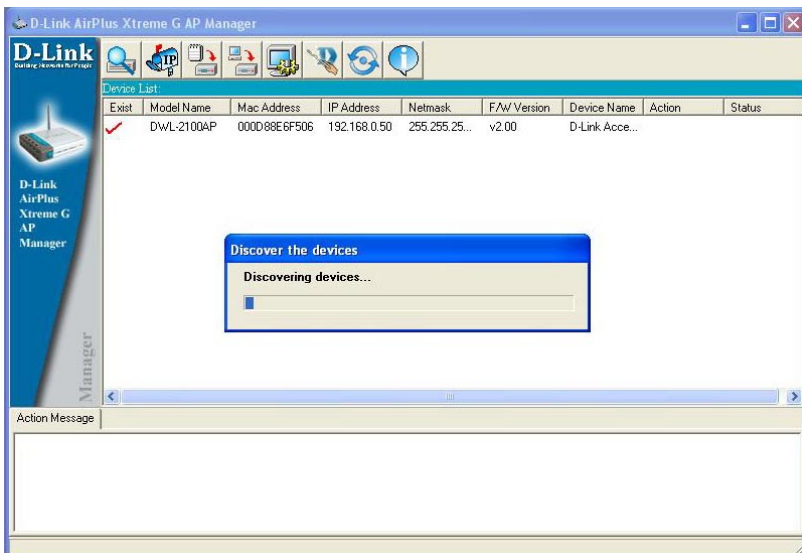 D-Link AirPlus Xtreme G AP Manager
D-Link
Building Networks for People
IP
Device List:
Exist Model Name Mac Address IP Address Netmask F/W Version Device Name Action Status
DWL-2100AP 000D88E6F506 192.168.0.50 255.255.25... v2.00 D-Link Acce...
D-Link
AirPlus
Xtreme G
AP
Manager
Discover the devices
Discovering devices...
Manager
Action Message